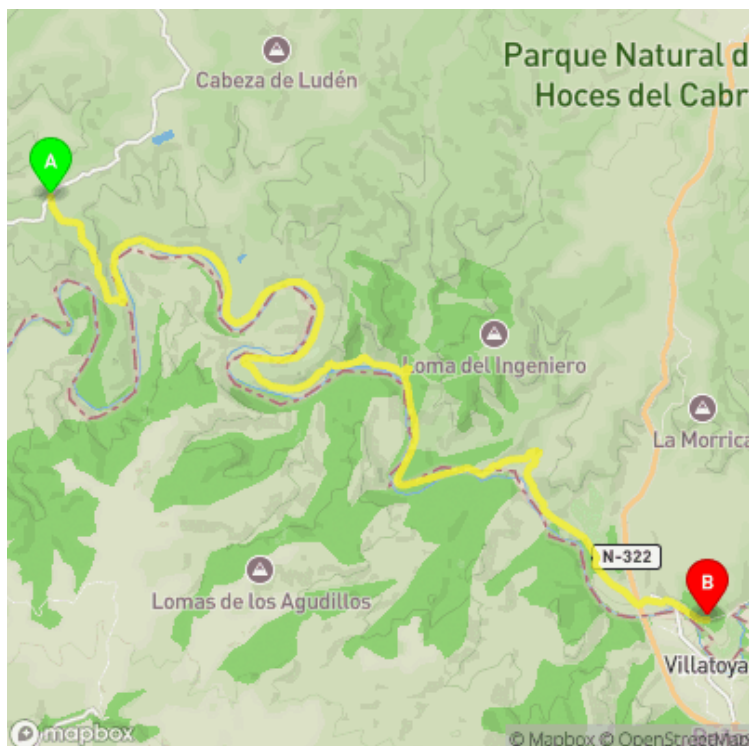 Parque Natural d
Hoces del Cabr
Cabeza de Ludén
A
Loma del Ingeniero
La Morrica
N-322
Lomas de los Agudillos
B
Villatoya
mapbox
© Mapbox © OpenStreetMap